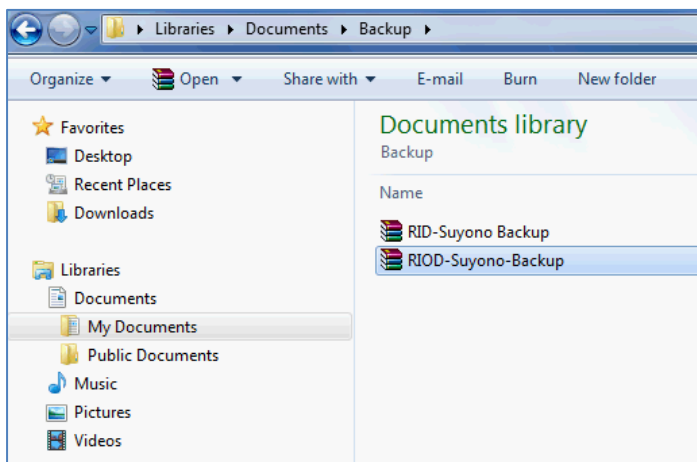 Libraries Documents Backup
Organize Open Share with E-mail Burn New folder
Favorites
Desktop
Recent Places
Downloads
Libraries
Documents
My Documents
Public Documents
Music
Pictures
Videos
Documents library
Backup
Name
RID-Suyono Backup
RIOD-Suyono-Backup